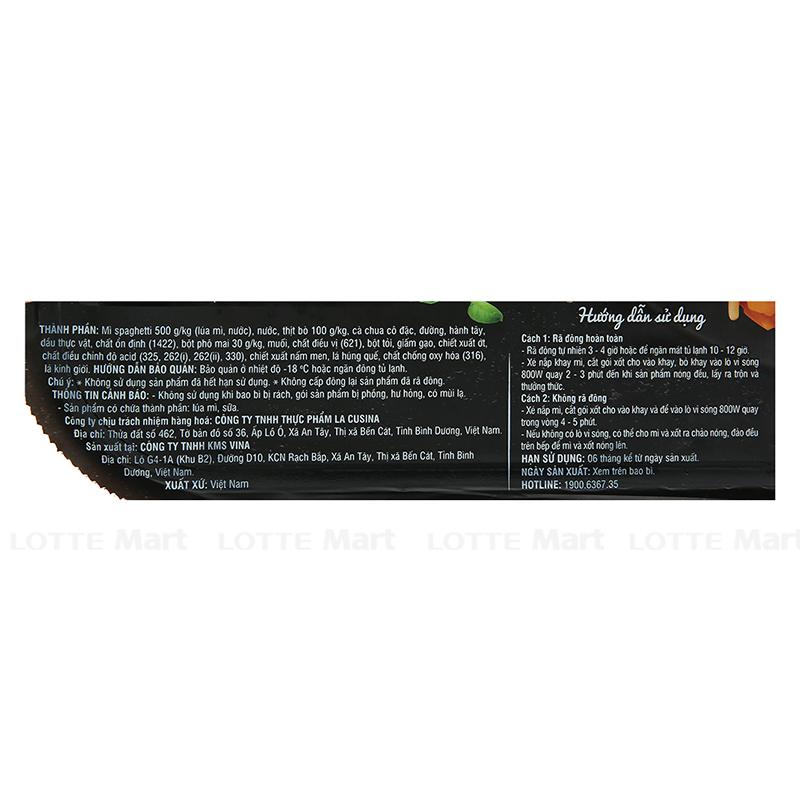 THÀNH PHẦN: Mì spaghetti 500 g/kg (lúa mì, nước), nước, thịt bò 100 g/kg, cà chua cô đặc, đường, hành tây,
dầu thực vật, chất ổn định (1422), bột phô mai 30 g/kg, muối, chất điều vị (621), bột tỏi, giấm gạo, chiết xuất ớt,
chất điều chỉnh độ acid (325, 262(i), 262(ii), 330), chiết xuất nấm men, lá húng quế, chất chống oxy hóa (316),
lá kinh giới. HƯỚNG DẪN BẢO QUẢN: Bảo quản ở nhiệt độ -18 °C hoặc ngăn đông tủ lạnh.
Chú ý: * Không sử dụng sản phẩm đã hết hạn sử dụng. * Không cấp đông lại sản phẩm đã rã đông.
THÔNG TIN CẢNH BÁO: - Không sử dụng khi bao bì bị rách, gói sản phẩm bị phồng, hư hỏng, có mùi lạ.
- Sản phẩm có chứa thành phần: lúa mì, sữa.
Công ty chịu trách nhiệm hàng hoá: CÔNG TY TNHH THỰC PHẨM LA CUSINA
Địa chỉ: Thửa đất số 462, Tờ bản đồ số 36, Ấp Lồ Ồ, Xã An Tây, Thị xã Bến Cát, Tỉnh Bình Dương, Việt Nam.
Sản xuất tại: CÔNG TY TNHH KMS VINA
Địa chỉ: Lô G4-1A (Khu B2), Đường D10, KCN Rạch Bắp, Xã An Tây, Thị xã Bến Cát, Tỉnh Bình
Dương, Việt Nam.
XUẤT XỨ: Việt Nam
Hướng dẫn sử dụng
Cách 1: Rã đông hoàn toàn
- Rã đông tự nhiên 3 - 4 giờ hoặc để ngăn mát tủ lạnh 10 - 12 giờ.
- Xé nắp khay mì, cắt gói xốt cho vào khay, bỏ khay vào lò vi sóng
800W quay 2 - 3 phút đến khi sản phẩm nóng đều, lấy ra trộn và
thưởng thức.
Cách 2: Không rã đông
- Xé nắp mì, cắt gói xốt cho vào khay và để vào lò vi sóng 800W quay
trong vòng 4 - 5 phút.
- Nếu không có lò vi sóng, có thể cho mì và xốt ra chảo nóng, đảo đều
trên bếp để mì và xốt nóng lên.
HẠN SỬ DỤNG: 06 tháng kể từ ngày sản xuất.
NGÀY SẢN XUẤT: Xem trên bao bì.
HOTLINE: 1900.6367.35
LOTTE Mart LOTTE Mart LOTTE Mart LOTTE Mart